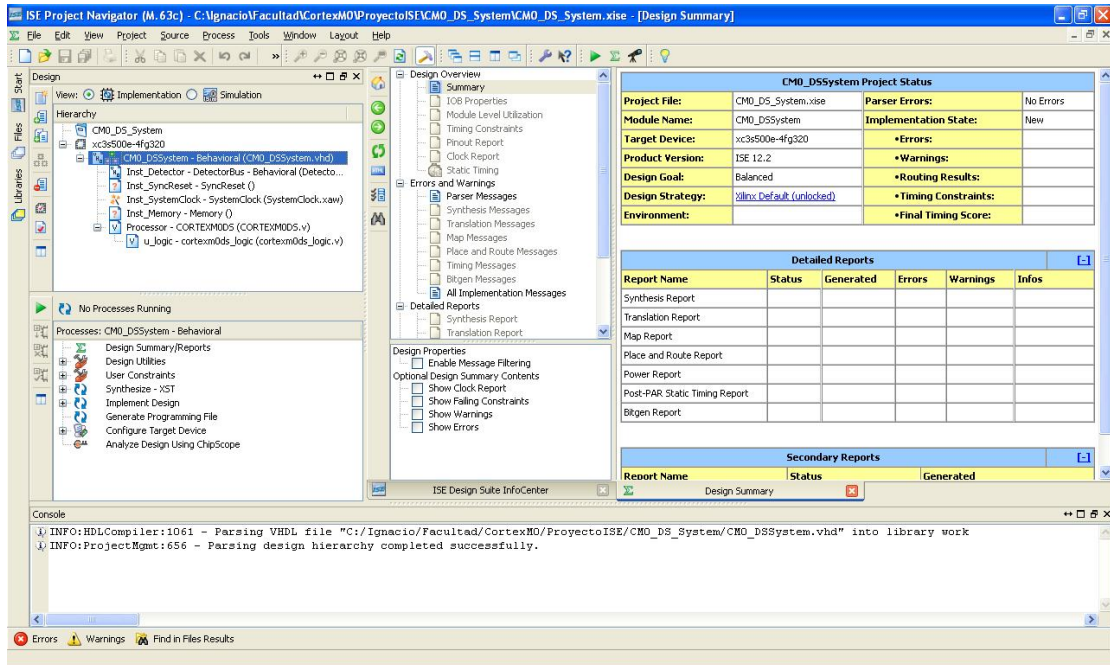 ISE Project Navigator (M.63c) - C:\Ignacio\Facultad\CortexM0\ProyectoISE\CM0_DS_System\CM0_DS_System.xise - [Design Summary]
File Edit View Project Source Process Tools Window Layout Help
Start
Files
Libraries
Design
View: Implementation Simulation
Hierarchy
CM0_DS_System
xc3s500e-4fg320
CM0_DSSystem - Behavioral (CM0_DSSystem.vhd)
Inst_Detector - DetectorBus - Behavioral (Detecto...
Inst_SyncReset - SyncReset ()
Inst_SystemClock - SystemClock (SystemClock.xaw)
Inst_Memory - Memory ()
Processor - CORTEXM0DS (CORTEXM0DS.v)
u_logic - cortexm0ds_logic (cortexm0ds_logic.v)
No Processes Running
Processes: CM0_DSSystem - Behavioral
Design Summary/Reports
Design Utilities
User Constraints
Synthesize - XST
Implement Design
Generate Programming File
Configure Target Device
Analyze Design Using ChipScope
Design Overview
Summary
IOB Properties
Module Level Utilization
Timing Constraints
Pinout Report
Clock Report
Static Timing
Errors and Warnings
Parser Messages
Synthesis Messages
Translation Messages
Map Messages
Place and Route Messages
Timing Messages
Bitgen Messages
All Implementation Messages
Detailed Reports
Synthesis Report
Translation Report
Design Properties
Enable Message Filtering
Optional Design Summary Contents
Show Clock Report
Show Failing Constraints
Show Warnings
Show Errors
CM0_DSSystem Project Status
Project File: CM0_DS_System.xise Parser Errors: No Errors
Module Name: CM0_DSSystem Implementation State: New
Target Device: xc3s500e-4fg320 •Errors:
Product Version: ISE 12.2 •Warnings:
Design Goal: Balanced •Routing Results:
Design Strategy: Xilinx Default (unlocked) •Timing Constraints:
Environment: •Final Timing Score:
Detailed Reports [-]
Report Name Status Generated Errors Warnings Infos
Synthesis Report
Translation Report
Map Report
Place and Route Report
Power Report
Post-PAR Static Timing Report
Bitgen Report
Secondary Reports [-]
Report Name Status Generated
ISE Design Suite InfoCenter
Design Summary
Console
INFO:HDLCompiler:1061 - Parsing VHDL file "C:/Ignacio/Facultad/CortexM0/ProyectoISE/CM0_DS_System/CM0_DSSystem.vhd" into library work
INFO:ProjectMgmt:656 - Parsing design hierarchy completed successfully.
Errors Warnings Find in Files Results